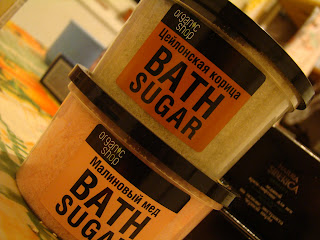 organic
shop
Цейлонская корица
BATH
SUGAR
organic
shop
Малиновый мед
BATH
SUGAR